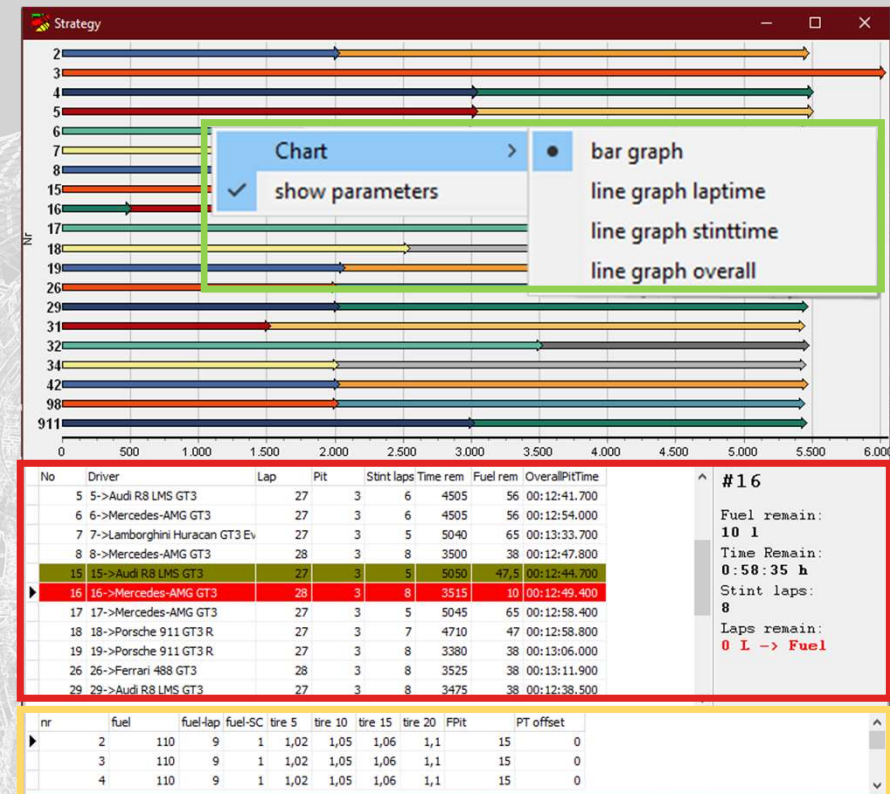 Strategy
2
3
4
5
6
7
8
15
16
17
18
19
26
29
31
32
34
42
98
911
Nr
Chart > bar graph
show parameters line graph laptime
line graph stinttime
line graph overall
0 500 1.000 1.500 2.000 2.500 3.000 3.500 4.000 4.500 5.000 5.500 6.000
No Driver Lap Pit Stint laps Time rem Fuel rem OverallPitTime
5 5->Audi R8 LMS GT3 27 3 6 4505 56 00:12:41.700
6 6->Mercedes-AMG GT3 27 3 6 4505 56 00:12:54.000
7 7->Lamborghini Huracan GT3 Ev 27 3 5 5040 65 00:13:33.700
8 8->Mercedes-AMG GT3 28 3 8 3500 38 00:12:47.800
15 15->Audi R8 LMS GT3 27 3 5 5050 47,5 00:12:44.700
16 16->Mercedes-AMG GT3 28 3 8 3515 10 00:12:49.400
17 17->Mercedes-AMG GT3 27 3 5 5045 65 00:12:58.400
18 18->Porsche 911 GT3 R 27 3 7 4710 47 00:12:58.800
19 19->Porsche 911 GT3 R 27 3 8 3380 38 00:13:06.000
26 26->Ferrari 488 GT3 28 3 8 3525 38 00:13:11.900
29 29->Audi R8 LMS GT3 27 3 8 3475 38 00:12:38.500
#16
Fuel remain:
10 l
Time Remain:
0:58:35 h
Stint laps:
8
Laps remain:
0 L -> Fuel
nr fuel fuel-lap fuel-SC tire 5 tire 10 tire 15 tire 20 FPit PT offset
2 110 9 1 1,02 1,05 1,06 1,1 15 0
3 110 9 1 1,02 1,05 1,06 1,1 15 0
4 110 9 1 1,02 1,05 1,06 1,1 15 0